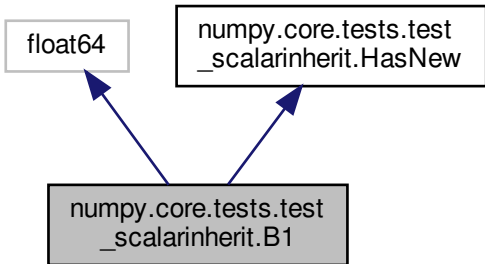 float64
numpy.core.tests.test
_scalarinherit.HasNew
numpy.core.tests.test
_scalarinherit.B1